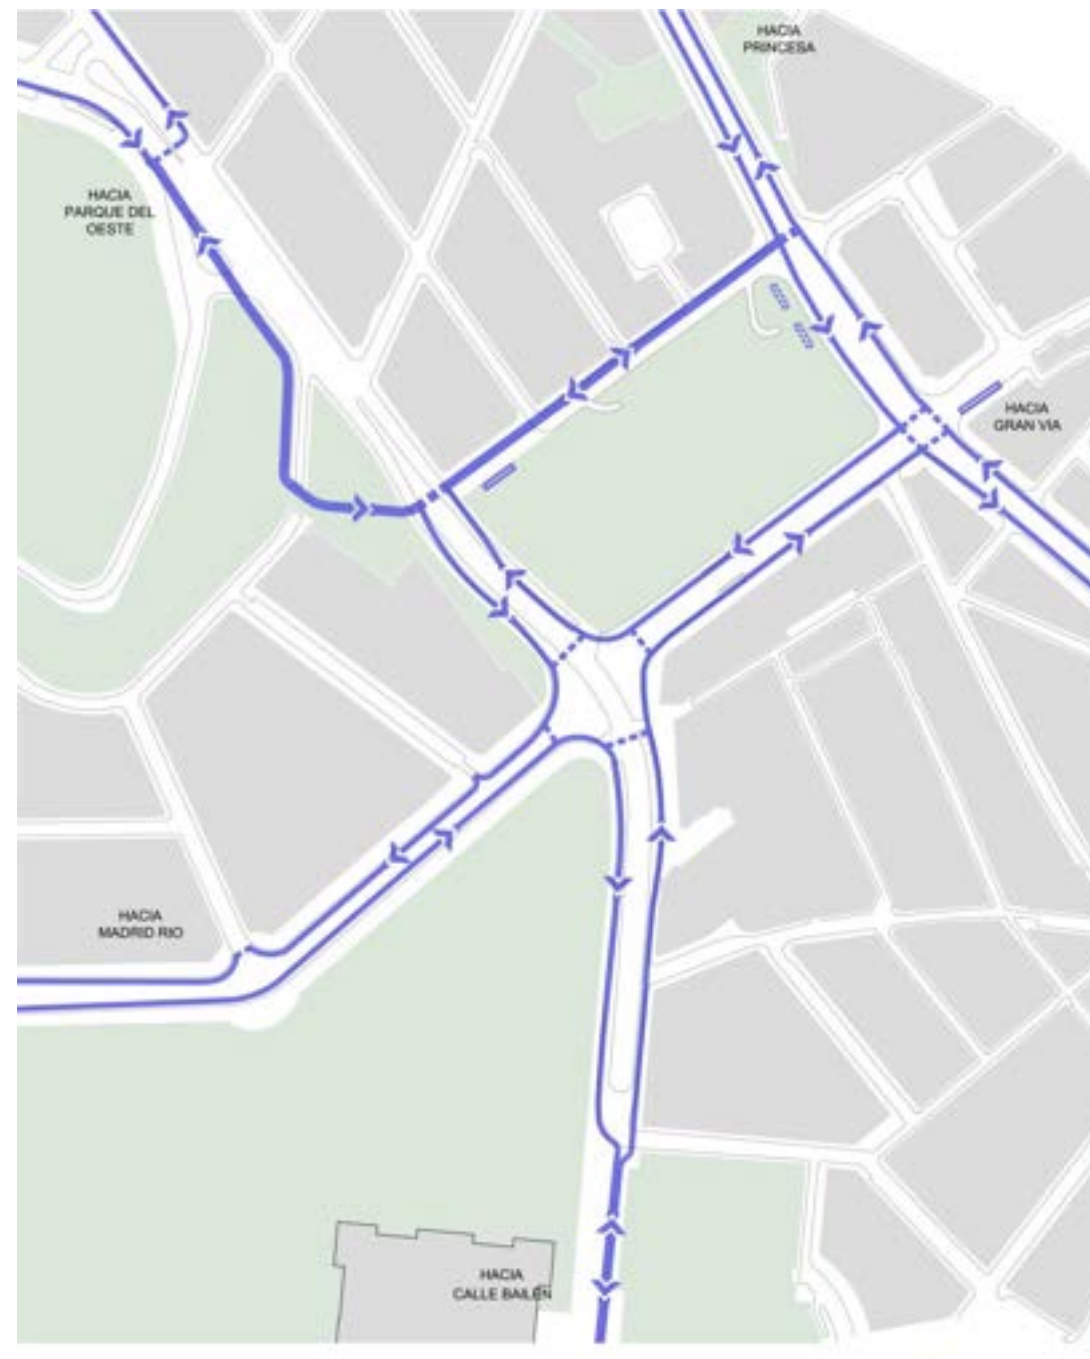 HACIA
PRINCESA
HACIA
PARQUE DEL
OESTE
HACIA
GRAN VIA
HACIA
MADRID RIO
HACIA
CALLE BAILÉN